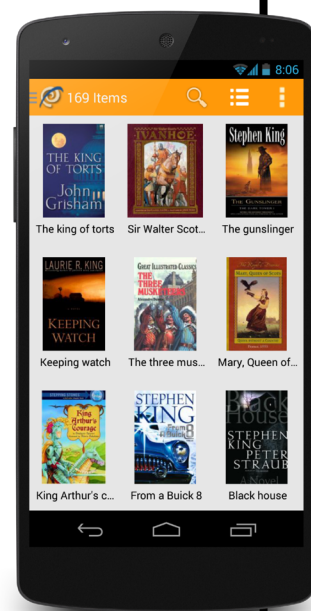 8:06
169 Items
THE KING
OF TORTS
John
Grisham
IVANHOE
Stephen King
THE GUNSLINGER
The king of torts
Sir Walter Scot...
The gunslinger
LAURIE R. KING
KEEPING
WATCH
GREAT ILLUSTRATED CLASSICS
THE
THREE
MUSKETEERS
MARY, QUEEN OF SCOTS
Keeping watch
The three mus...
Mary, Queen of...
King
Arthur's
Courage
STEPHEN
KING
From a
Buick 8
Black
House
STEPHEN
KING
PETER
STRAUB
A Novel
King Arthur's c...
From a Buick 8
Black house